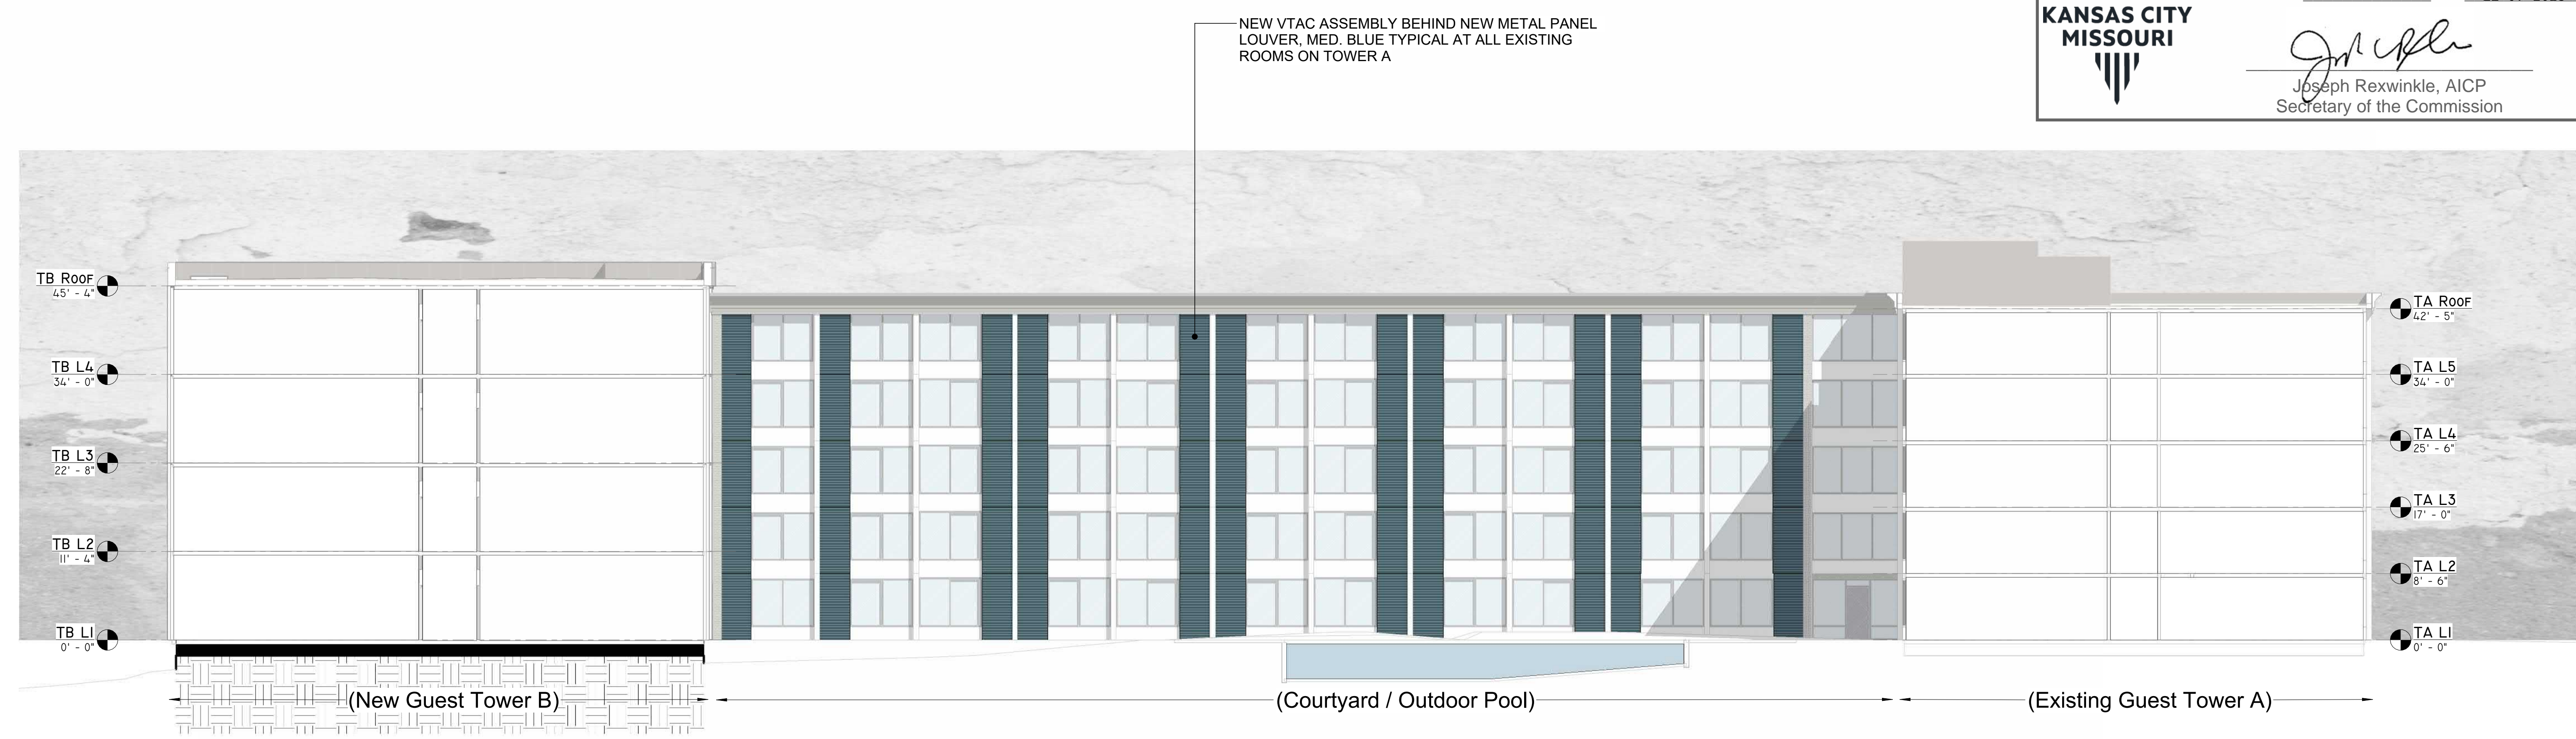 NEW VTAC ASSEMBLY BEHIND NEW METAL PANEL
LOUVER, MED. BLUE TYPICAL AT ALL EXISTING
ROOMS ON TOWER A
KANSAS CITY
MISSOURI
Joseph Rexwinkle, AICP
Secretary of the Commission
TB ROOF
45' - 4"
TB L4
34' - 0"
TB L3
22' - 8"
TB L2
11' - 4"
TB L1
0' - 0"
TA ROOF
42' - 5"
TA L5
34' - 0"
TA L4
25' - 6"
TA L3
17' - 0"
TA L2
8' - 6"
TA L1
0' - 0"
(New Guest Tower B)
(Courtyard / Outdoor Pool)
(Existing Guest Tower A)